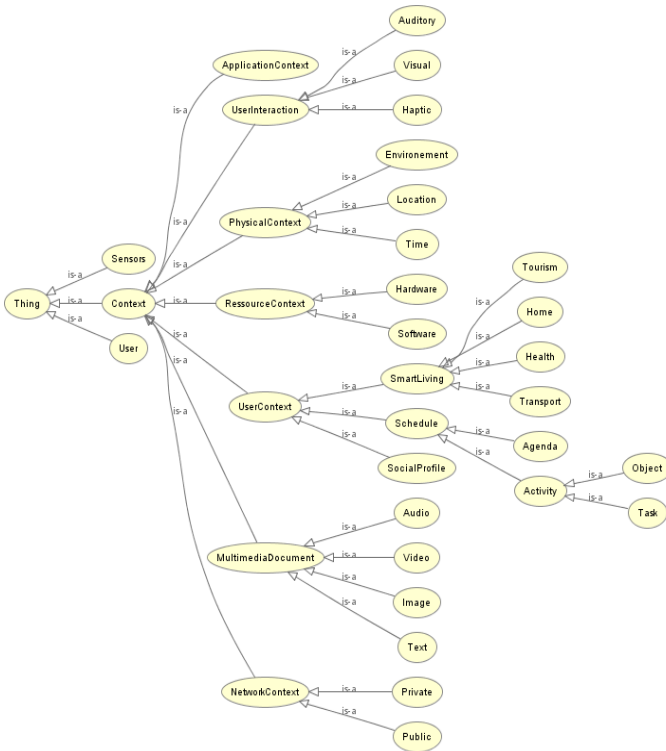 Auditory
is-a
ApplicationContext
Visual
is-a
is-a
UserInteraction
is-a
Haptic
Environement
is-a
PhysicalContext
is-a
Location
is-a
Time
is-a
is-a
is-a
Sensors
is-a
Thing
is-a
Context
is-a
RessourceContext
is-a
Hardware
is-a
Software
is-a
User
is-a
Tourism
is-a
Home
is-a
Health
is-a
SmartLiving
is-a
Transport
is-a
is-a
UserContext
is-a
Schedule
is-a
Agenda
is-a
SocialProfile
is-a
Activity
is-a
Object
is-a
Task
is-a
is-a
Audio
is-a
MultimediaDocument
is-a
Video
is-a
Image
is-a
Text
is-a
NetworkContext
is-a
Private
is-a
Public